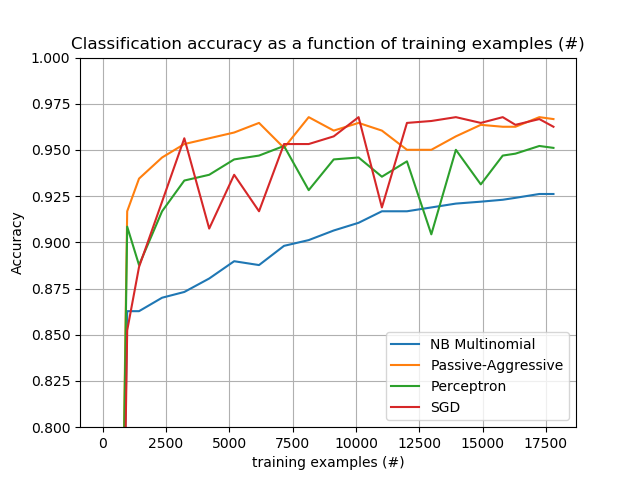 Classification accuracy as a function of training examples (#)
1.000
0.975
0.950
0.925
0.900
0.875
0.850
0.825
0.800
Accuracy
NB Multinomial
Passive-Aggressive
Perceptron
SGD
0 2500 5000 7500 10000 12500 15000 17500
training examples (#)